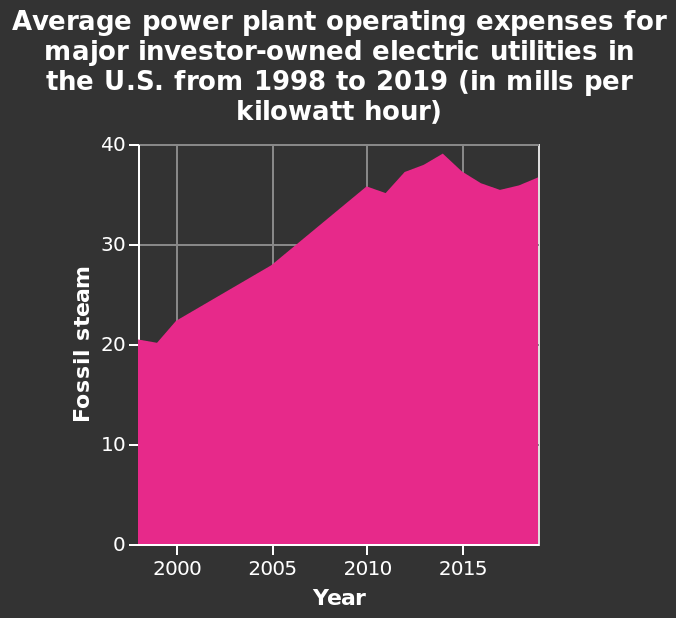 Average power plant operating expenses for
major investor-owned electric utilities in
the U.S. from 1998 to 2019 (in mills per
kilowatt hour)
40
30
20
10
0
Fossil steam
2000 2005 2010 2015
Year